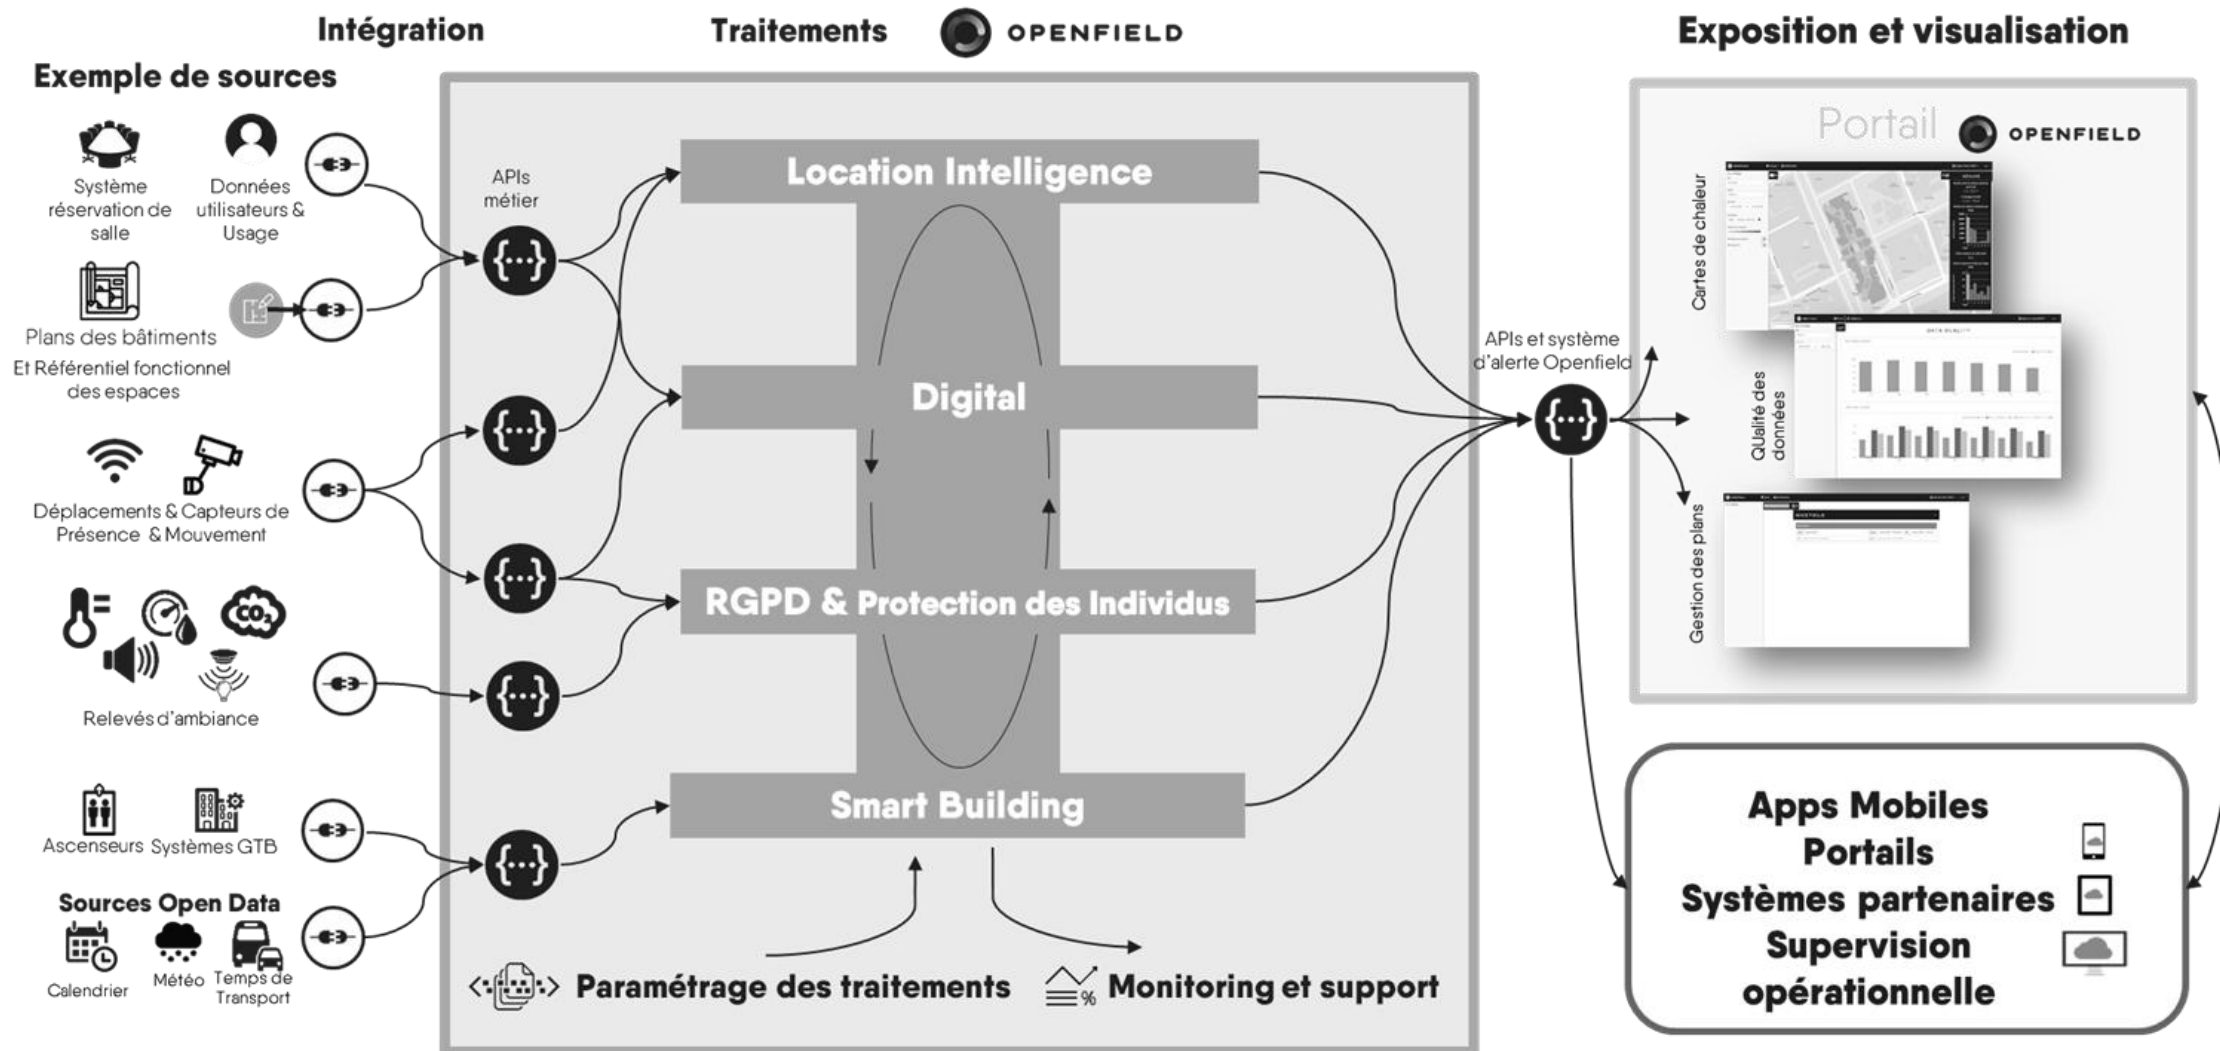 Intégration
Traitements
OPENFIELD
Exposition et visualisation
Exemple de sources
Système
réservation de
salle
Données
utilisateurs &
Usage
Plans des bâtiments
Et Référentiel fonctionnel
des espaces
Déplacements & Capteurs de
Présence & Mouvement
CO2
Relevés d'ambiance
Ascenseurs
Systèmes GTB
Sources Open Data
Calendrier
Météo
Temps de
Transport
APIs
métier
{...}
{...}
{...}
{...}
{...}
Location Intelligence
Digital
RGPD & Protection des Individus
Smart Building
Paramétrage des traitements
%
Monitoring et support
APIs et système
d'alerte Openfield
{...}
Portail
OPENFIELD
Cartes de chaleur
QUalité des
données
DATA QUALITY
Gestion des plans
Apps Mobiles
Portails
Systèmes partenaires
Supervision
opérationnelle